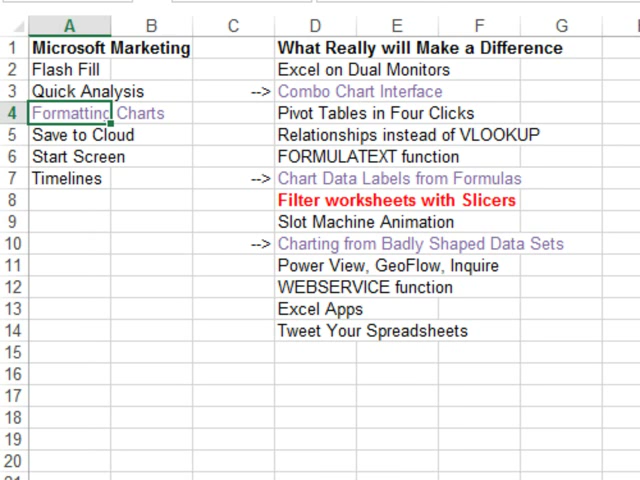 A B C D E F G
1 Microsoft Marketing What Really will Make a Difference
2 Flash Fill Excel on Dual Monitors
3 Quick Analysis --> Combo Chart Interface
4 Formatting Charts Pivot Tables in Four Clicks
5 Save to Cloud Relationships instead of VLOOKUP
6 Start Screen FORMULATEXT function
7 Timelines --> Chart Data Labels from Formulas
8 Filter worksheets with Slicers
9 Slot Machine Animation
10 --> Charting from Badly Shaped Data Sets
11 Power View, GeoFlow, Inquire
12 WEBSERVICE function
13 Excel Apps
14 Tweet Your Spreadsheets
15
16
17
18
19
20